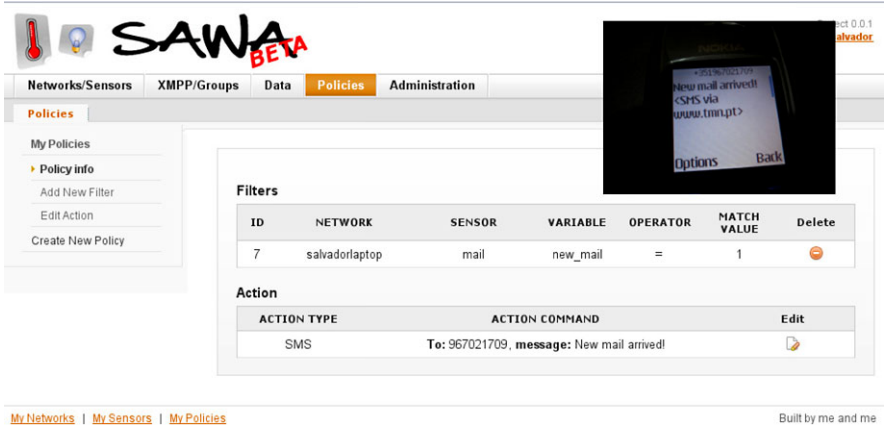 SAWA
BETA
ect 0.0.1
alvador
Networks/Sensors XMPP/Groups Data Policies Administration
Policies
My Policies
Policy info
Add New Filter
Edit Action
Create New Policy
NOKIA
+351967021709
New mail arrived!
<SMS via
www.tmn.pt>
Options Back
Filters
ID NETWORK SENSOR VARIABLE OPERATOR MATCH VALUE Delete
7 salvadorlaptop mail new_mail = 1
Action
ACTION TYPE ACTION COMMAND Edit
SMS To: 967021709, message: New mail arrived!
My Networks | My Sensors | My Policies
Built by me and me